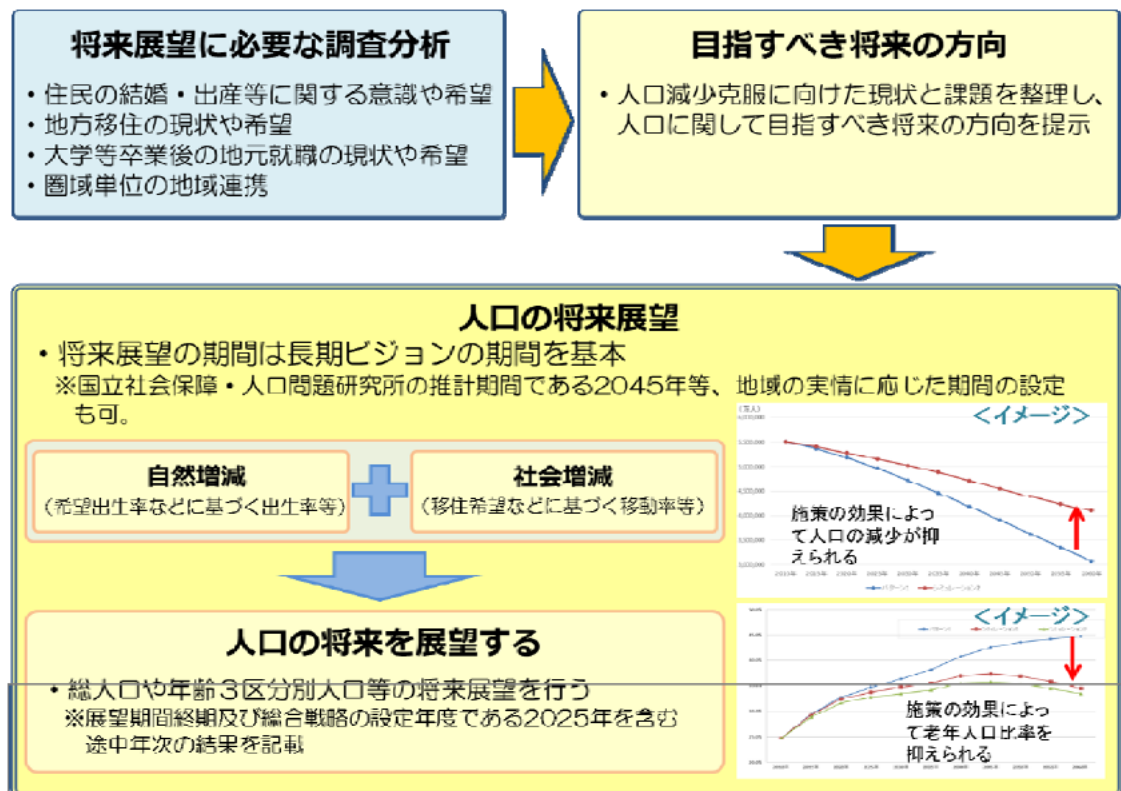 将来展望に必要な調査分析
・住民の結婚・出産等に関する意識や希望
・地方移住の現状や希望
・大学等卒業後の地元就職の現状や希望
・圏域単位の地域連携
目指すべき将来の方向
・人口減少克服に向けた現状と課題を整理し、
人口に関して目指すべき将来の方向を提示
人口の将来展望
・将来展望の期間は長期ビジョンの期間を基本
※国立社会保障・人口問題研究所の推計期間である2045年等、地域の実情に応じた期間の設定
も可。
自然増減
（希望出生率などに基づく出生率等）
社会増減
（移住希望などに基づく移動率等）
人口の将来を展望する
・総人口や年齢３区分別人口等の将来展望を行う
※展望期間終期及び総合戦略の設定年度である2025年を含む
途中年次の結果を記載
＜イメージ＞
施策の効果によっ
て人口の減少が抑
えられる
＜イメージ＞
施策の効果によっ
て老年人口比率を
抑えられる